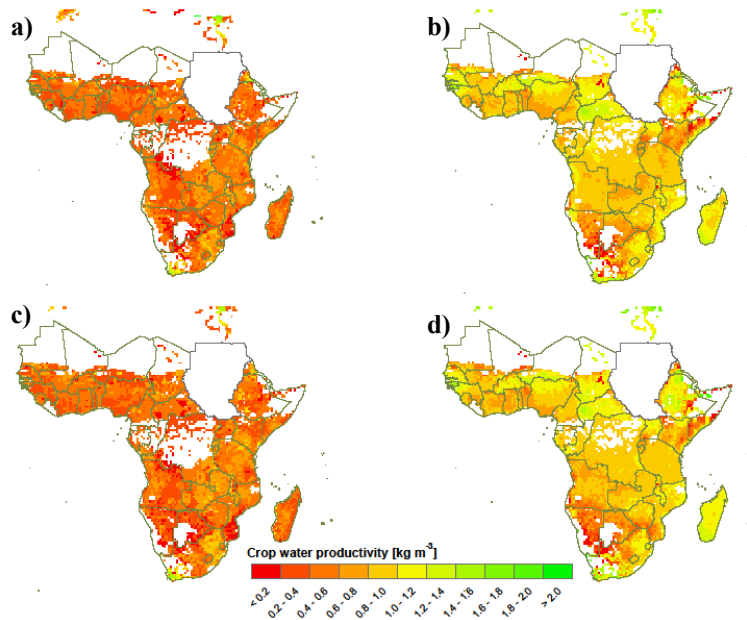 a)
b)
c)
d)
Crop water productivity [kg m⁻³]
< 0.2
0.2 - 0.4
0.4 - 0.6
0.6 - 0.8
0.8 - 1.0
1.0 - 1.2
1.2 - 1.4
1.4 - 1.6
1.6 - 1.8
1.8 - 2.0
> 2.0